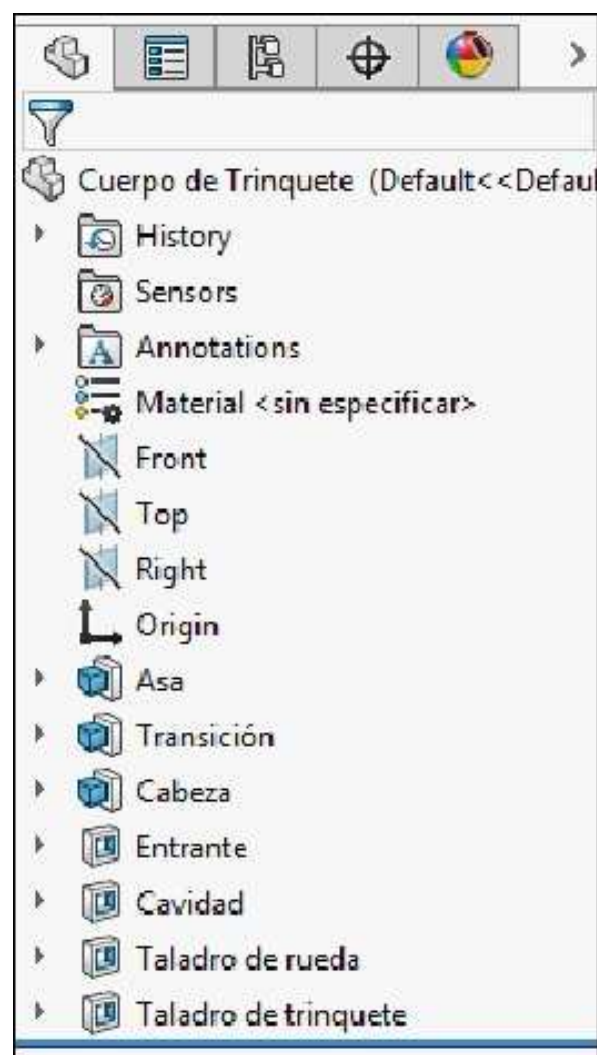 Cuerpo de Trinquete (Default<<Defaul
History
Sensors
Annotations
Material <sin especificar>
Front
Top
Right
Origin
Asa
Transición
Cabeza
Entrante
Cavidad
Taladro de rueda
Taladro de trinquete